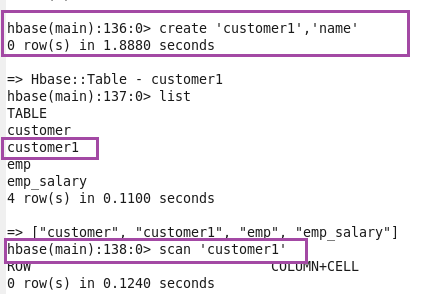 hbase(main):136:0> create 'customer1','name'
0 row(s) in 1.8880 seconds
=> Hbase::Table - customer1
hbase(main):137:0> list
TABLE
customer
customer1
emp
emp_salary
4 row(s) in 0.1100 seconds
=> ["customer", "customer1", "emp", "emp_salary"]
hbase(main):138:0> scan 'customer1'
ROW COLUMN+CELL
0 row(s) in 0.1240 seconds